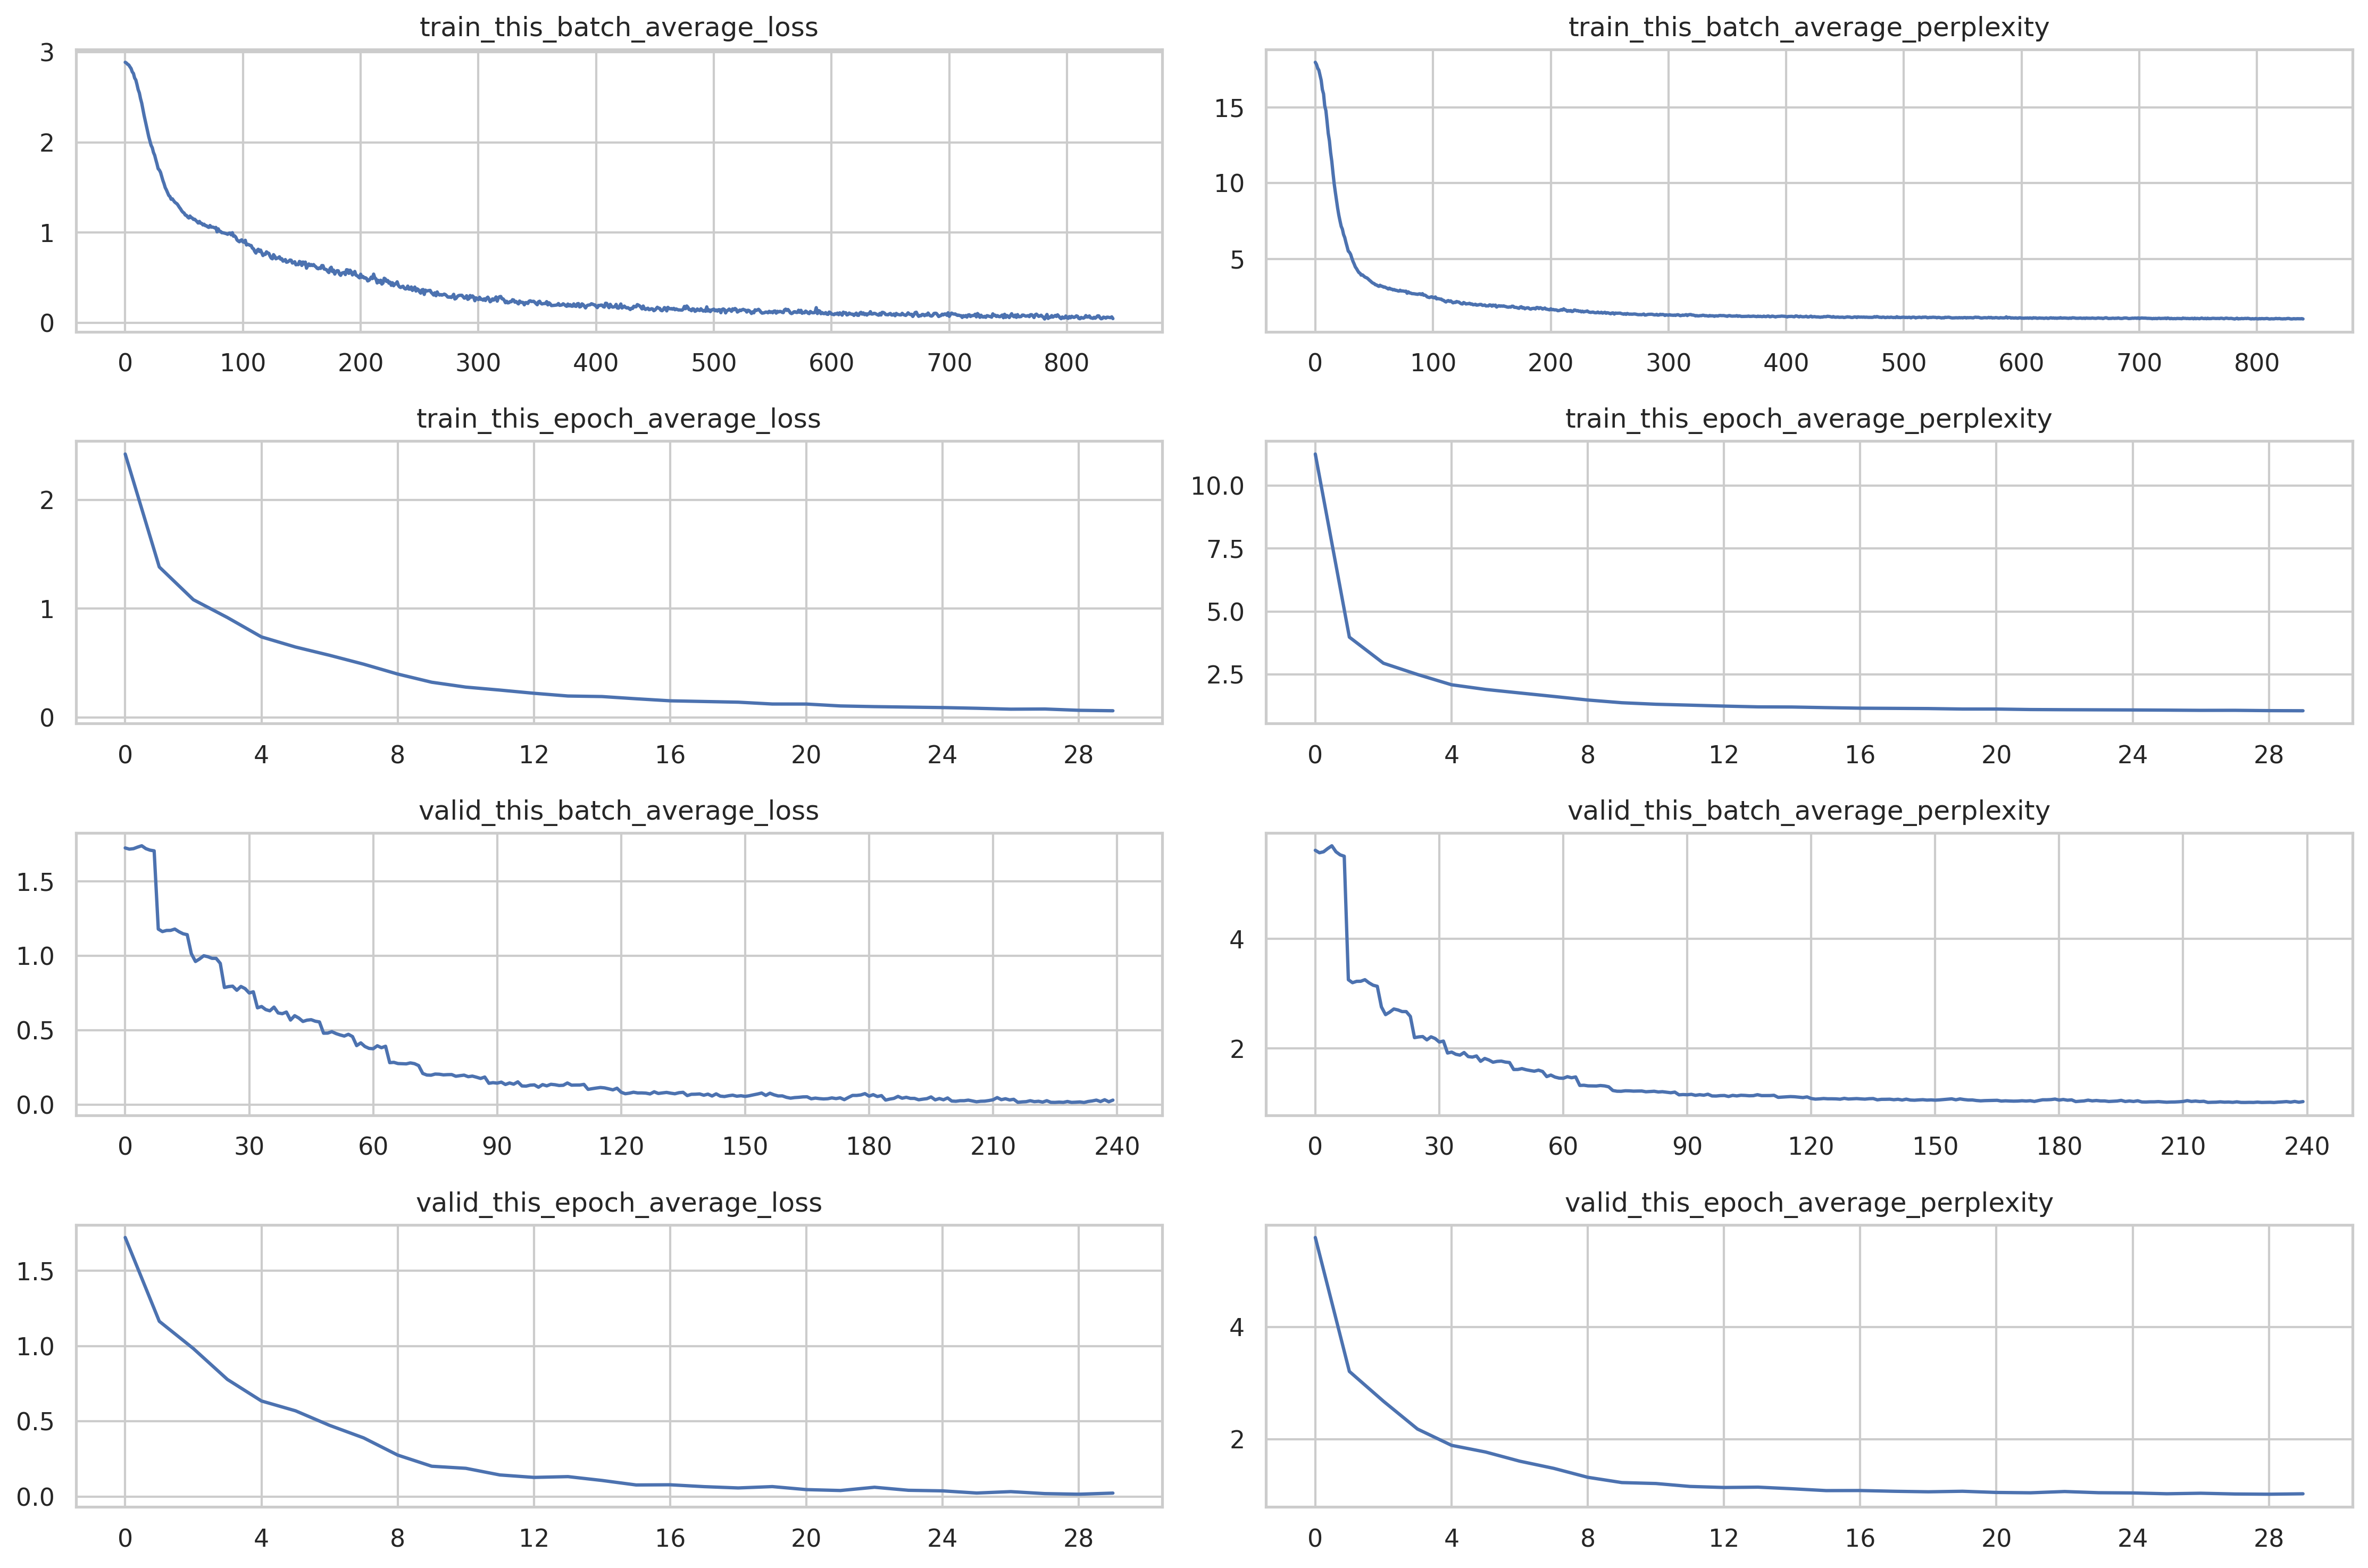 train_this_batch_average_loss
3
2
1
0
0 100 200 300 400 500 600 700 800
train_this_batch_average_perplexity
15
10
5
0 100 200 300 400 500 600 700 800
train_this_epoch_average_loss
2
1
0
0 4 8 12 16 20 24 28
train_this_epoch_average_perplexity
10.0
7.5
5.0
2.5
0 4 8 12 16 20 24 28
valid_this_batch_average_loss
1.5
1.0
0.5
0.0
0 30 60 90 120 150 180 210 240
valid_this_batch_average_perplexity
4
2
0 30 60 90 120 150 180 210 240
valid_this_epoch_average_loss
1.5
1.0
0.5
0.0
0 4 8 12 16 20 24 28
valid_this_epoch_average_perplexity
4
2
0 4 8 12 16 20 24 28